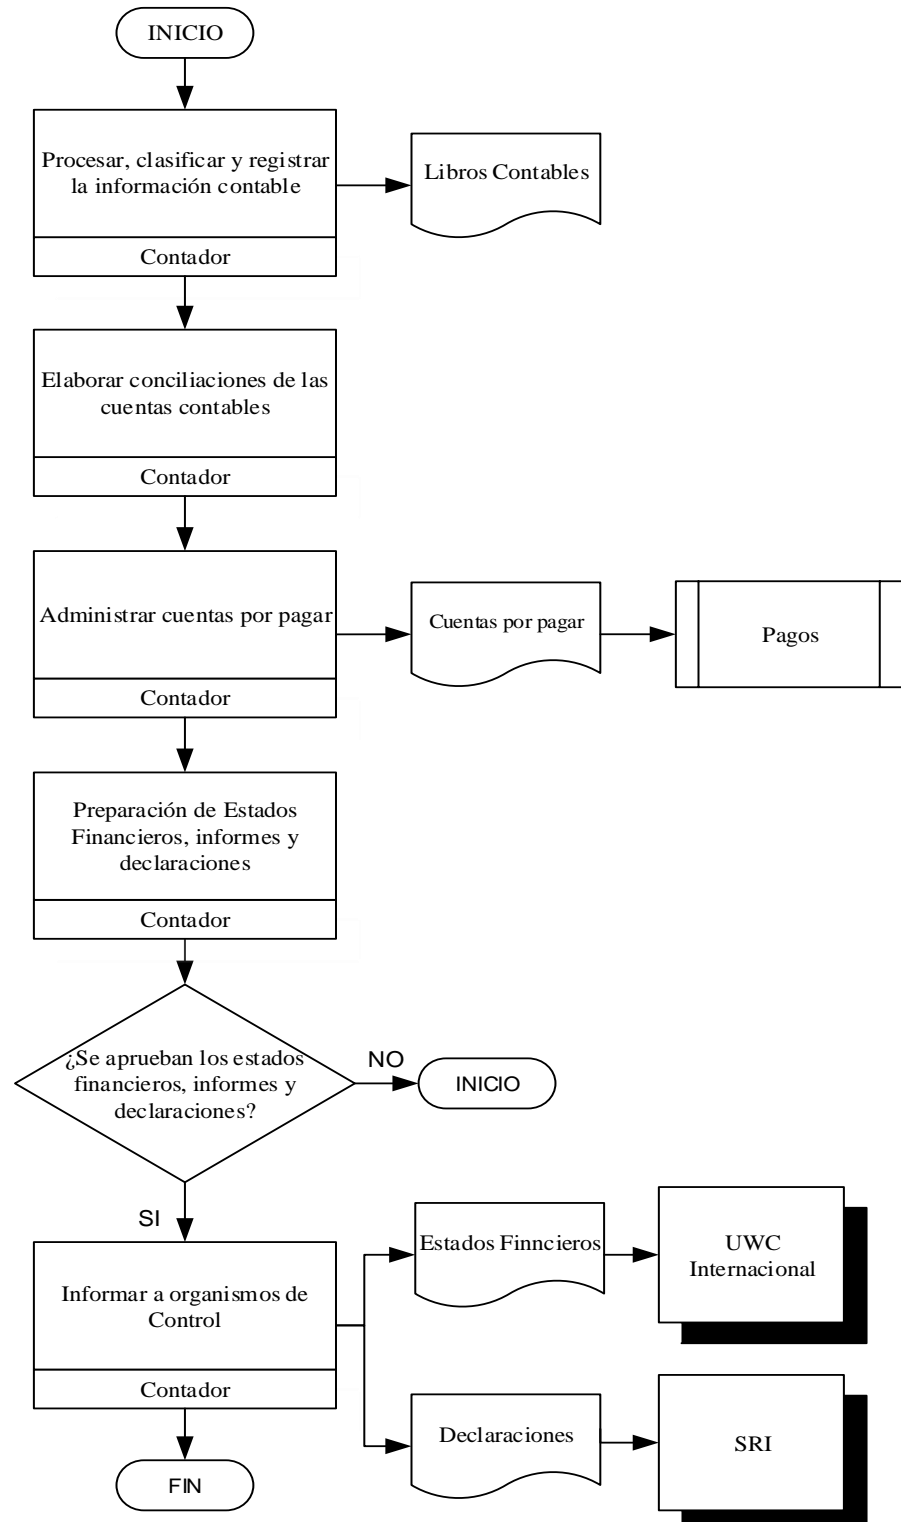 INICIO
Procesar, clasificar y registrar
la información contable
Contador
Libros Contables
Elaborar conciliaciones de las
cuentas contables
Contador
Administrar cuentas por pagar
Contador
Cuentas por pagar
Pagos
Preparación de Estados
Financieros, informes y
declaraciones
Contador
¿Se aprueban los estados
financieros, informes y
declaraciones?
NO
INICIO
SI
Informar a organismos de
Control
Contador
Estados Finncieros
UWC
Internacional
Declaraciones
SRI
FIN